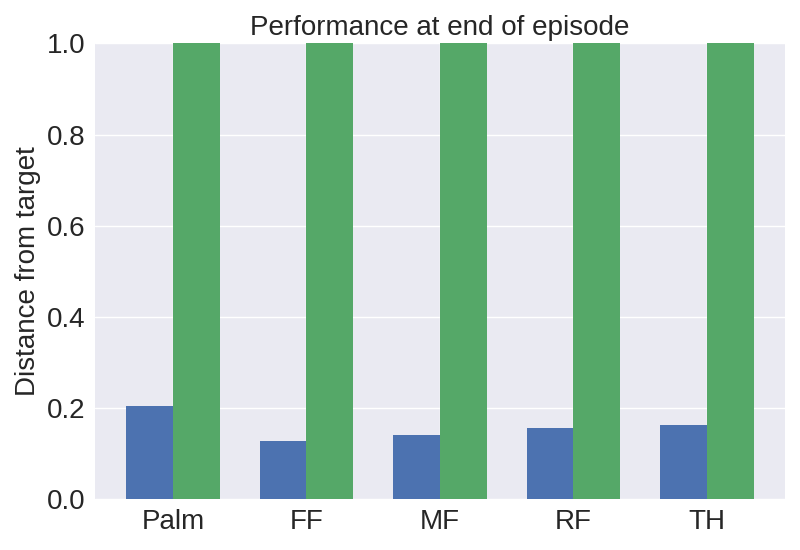 Performance at end of episode
Distance from target
1.0
0.8
0.6
0.4
0.2
0.0
Palm FF MF RF TH